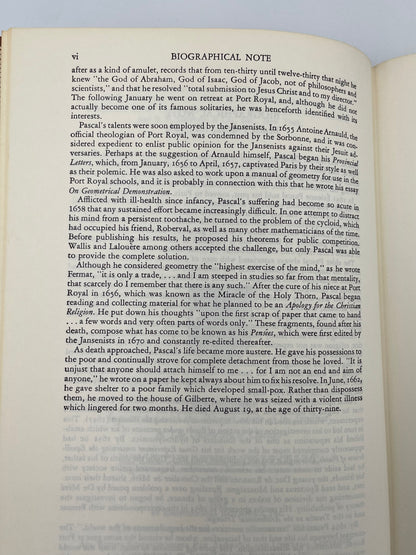 vi BIOGRAPHICAL NOTE
after as a kind of amulet, records that from ten-thirty until twelve-thirty that night he
knew "the God of Abraham, God of Isaac, God of Jacob, not of philosophers and
scientists," and that he resolved "total submission to Jesus Christ and to my director."
The following January he went on retreat at Port Royal, and, although he did not
actually become one of its famous solitaries, he was henceforth identified with its
interests.
Pascal's talents were soon employed by the Jansenists. In 1655 Antoine Arnauld, the
official theologian of Port Royal, was condemned by the Sorbonne, and it was con-
sidered expedient to enlist public opinion for the Jansenists against their Jesuit ad-
versaries. Perhaps at the suggestion of Arnauld himself, Pascal began his Provincial
Letters, which, from January, 1656 to April, 1657, captivated Paris by their style as well
as their polemic. He was also asked to work upon a manual of geometry for use in the
Port Royal schools, and it is probably in connection with this that he wrote his essay
On Geometrical Demonstration.
Afflicted with ill-health since infancy, Pascal's suffering had become so acute in
1658 that any sustained effort became increasingly difficult. In one attempt to distract
his mind from a persistent toothache, he turned to the problem of the cycloid, which
had occupied his friend, Roberval, as well as many other mathematicians of the time.
Before publishing his results, he proposed his theorems for public competition.
Wallis and Lalouère among others accepted the challenge, but only Pascal was able
to provide the complete solution.
Although he considered geometry the "highest exercise of the mind," as he wrote
Fermat, "it is only a trade, . . . and I am steeped in studies so far from that mentality,
that scarcely do I remember that there is any such." After the cure of his niece at Port
Royal in 1656, which was known as the Miracle of the Holy Thorn, Pascal began
reading and collecting material for what he planned to be an Apology for the Christian
Religion. He put down his thoughts "upon the first scrap of paper that came to hand
. . . a few words and very often parts of words only." These fragments, found after his
death, compose what has come to be known as his Pensées, which were first edited by
the Jansenists in 1670 and constantly re-edited thereafter.
As death approached, Pascal's life became more austere. He gave his possessions to
the poor and continually strove for complete detachment from those he loved. "It is
unjust that anyone should attach himself to me . . . for I am not an end and aim of
anyone," he wrote on a paper he kept always about him to fix his resolve. In June, 1662,
he gave shelter to a poor family which developed small-pox. Rather than dispossess
them, he moved to the house of Gilberte, where he was seized with a violent illness
which lingered for two months. He died August 19, at the age of thirty-nine.